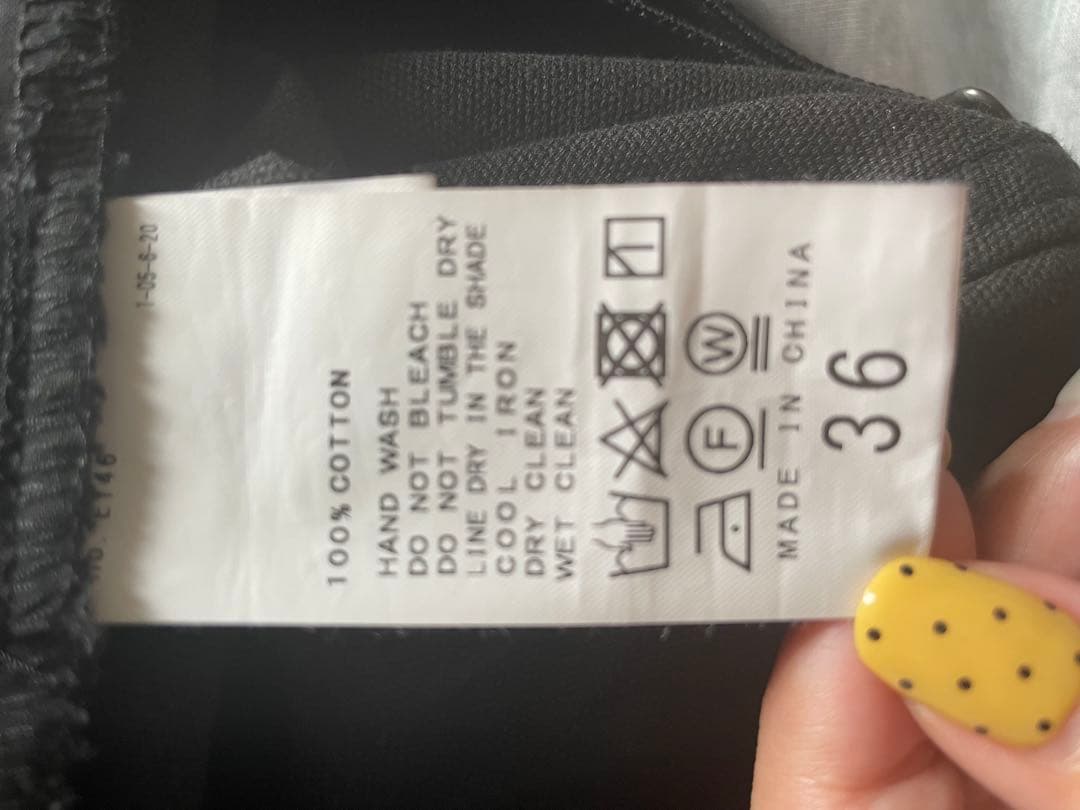 1-05-6-20
100% COTTON
HAND WASH
DO NOT BLEACH
DO NOT TUMBLE DRY
LINE DRY IN THE SHADE
COOL IRON
DRY CLEAN
WET CLEAN
F W
MADE IN CHINA
36